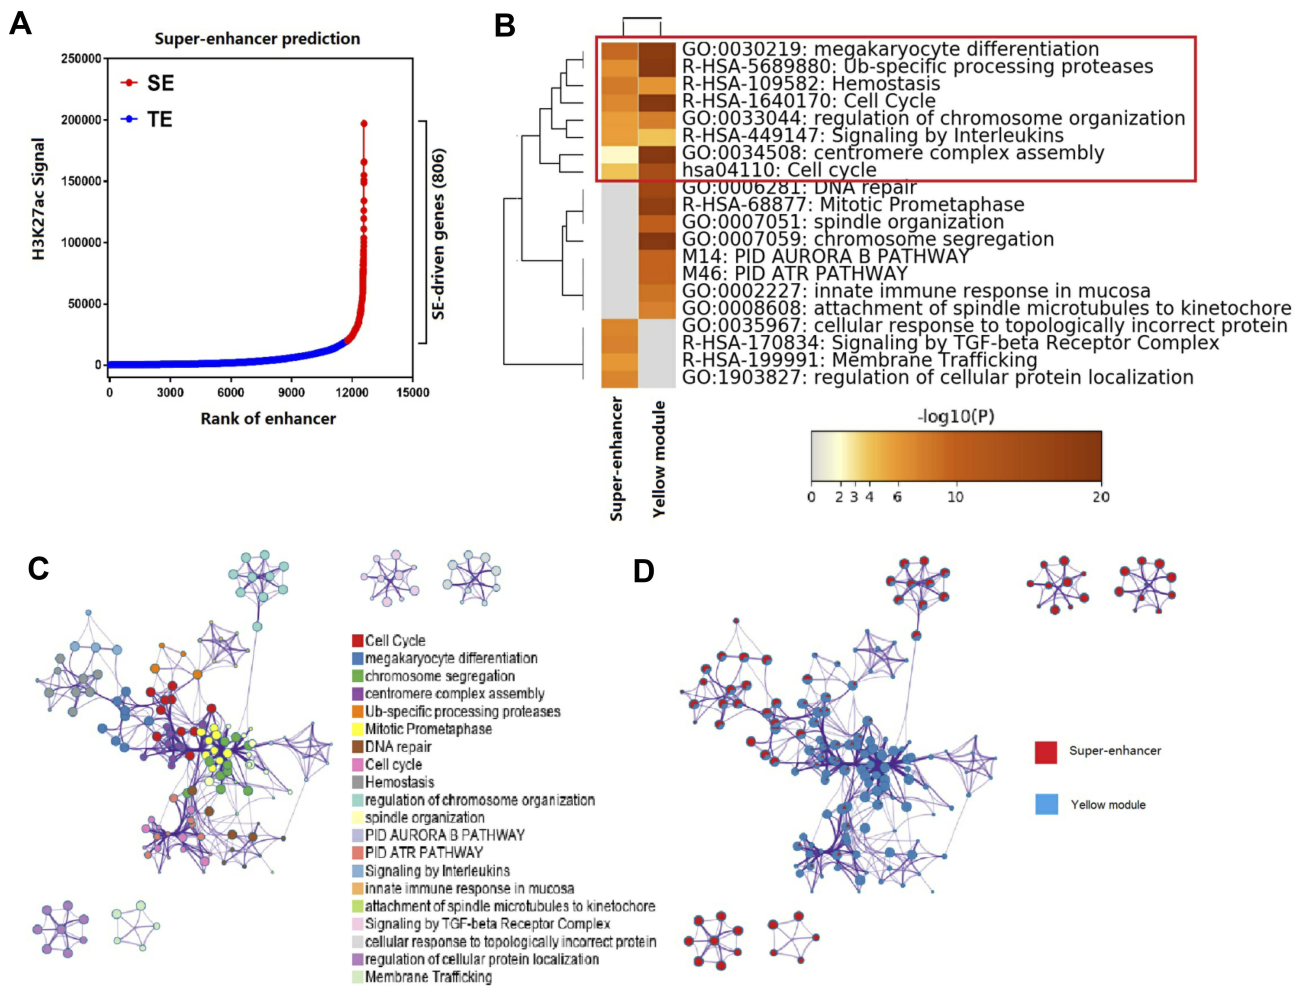 A
Super-enhancer prediction
250000
200000
150000
100000
50000
0
H3K27ac Signal
SE
TE
SE-driven genes (806)
0 3000 6000 9000 12000 15000
Rank of enhancer
B
GO:0030219: megakaryocyte differentiation
R-HSA-5689880: Ub-specific processing proteases
R-HSA-109582: Hemostasis
R-HSA-1640170: Cell Cycle
GO:0033044: regulation of chromosome organization
R-HSA-449147: Signaling by Interleukins
GO:0034508: centromere complex assembly
hsa04110: Cell cycle
GO:0006281: DNA repair
R-HSA-68877: Mitotic Prometaphase
GO:0007051: spindle organization
GO:0007059: chromosome segregation
M14: PID AURORA B PATHWAY
M46: PID ATR PATHWAY
GO:0002227: innate immune response in mucosa
GO:0008608: attachment of spindle microtubules to kinetochore
GO:0035967: cellular response to topologically incorrect protein
R-HSA-170834: Signaling by TGF-beta Receptor Complex
R-HSA-199991: Membrane Trafficking
GO:1903827: regulation of cellular protein localization
Super-enhancer
Yellow module
-log10(P)
0 2 3 4 6 10 20
C
Cell Cycle
megakaryocyte differentiation
chromosome segregation
centromere complex assembly
Ub-specific processing proteases
Mitotic Prometaphase
DNA repair
Cell cycle
Hemostasis
regulation of chromosome organization
spindle organization
PID AURORA B PATHWAY
PID ATR PATHWAY
Signaling by Interleukins
innate immune response in mucosa
attachment of spindle microtubules to kinetochore
Signaling by TGF-beta Receptor Complex
cellular response to topologically incorrect protein
regulation of cellular protein localization
Membrane Trafficking
D
Super-enhancer
Yellow module